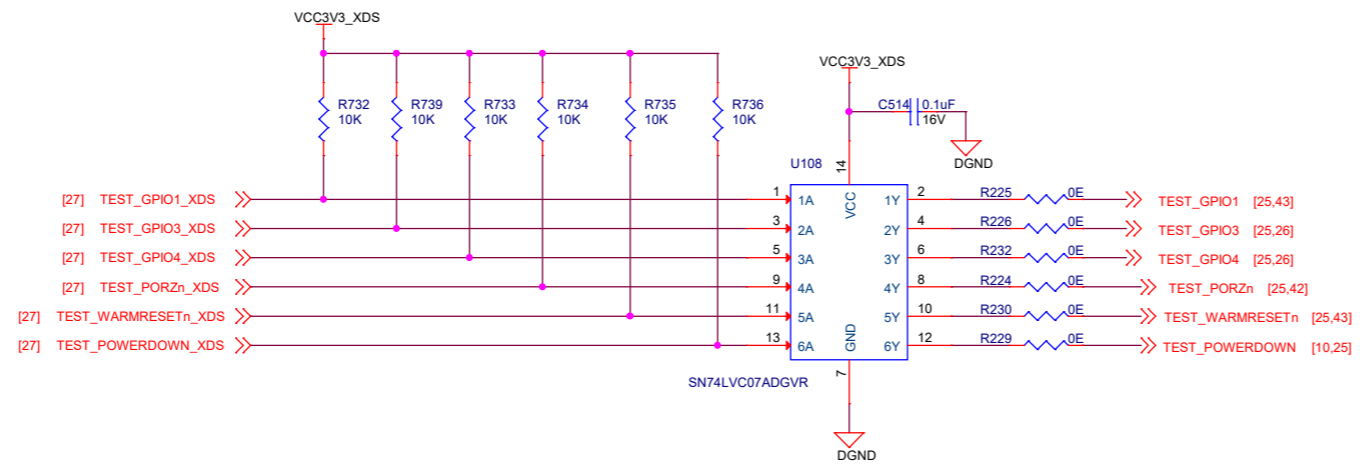 VCC3V3_XDS
VCC3V3_XDS
R732 R739 R733 R734 R735 R736
10K 10K 10K 10K 10K 10K
C514 0.1uF
16V
DGND
U108
14
[27] TEST_GPIO1_XDS 1 1A VCC 1Y 2 R225 0E TEST_GPIO1 [25,43]
[27] TEST_GPIO3_XDS 3 2A 2Y 4 R226 0E TEST_GPIO3 [25,26]
[27] TEST_GPIO4_XDS 5 3A 3Y 6 R232 0E TEST_GPIO4 [25,26]
[27] TEST_PORZn_XDS 9 4A 4Y 8 R224 0E TEST_PORZn [25,42]
[27] TEST_WARMRESETn_XDS 11 5A 5Y 10 R230 0E TEST_WARMRESETn [25,43]
[27] TEST_POWERDOWN_XDS 13 6A GND 6Y 12 R229 0E TEST_POWERDOWN [10,25]
7
SN74LVC07ADGVR
DGND